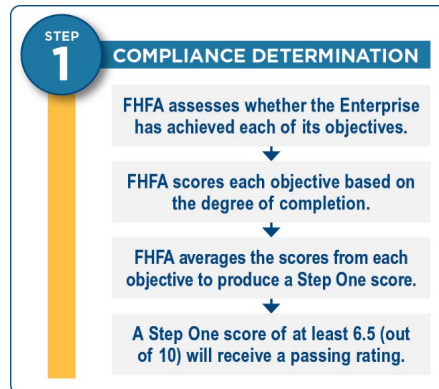 STEP
1
COMPLIANCE DETERMINATION
FHFA assesses whether the Enterprise
has achieved each of its objectives.
FHFA scores each objective based on
the degree of completion.
FHFA averages the scores from each
objective to produce a Step One score.
A Step One score of at least 6.5 (out
of 10) will receive a passing rating.